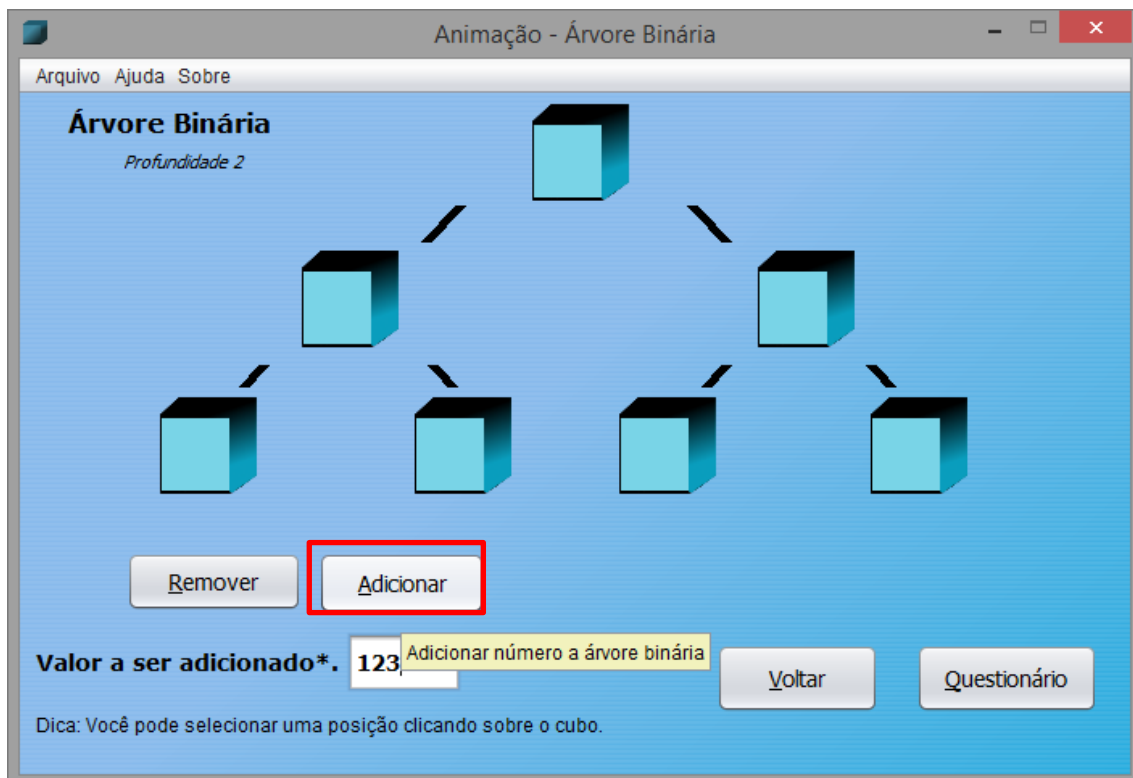 Animação - Árvore Binária
Arquivo Ajuda Sobre
Árvore Binária
Profundidade 2
Remover
Adicionar
Valor a ser adicionado*.
123
Adicionar número a árvore binária
Voltar
Questionário
Dica: Você pode selecionar uma posição clicando sobre o cubo.